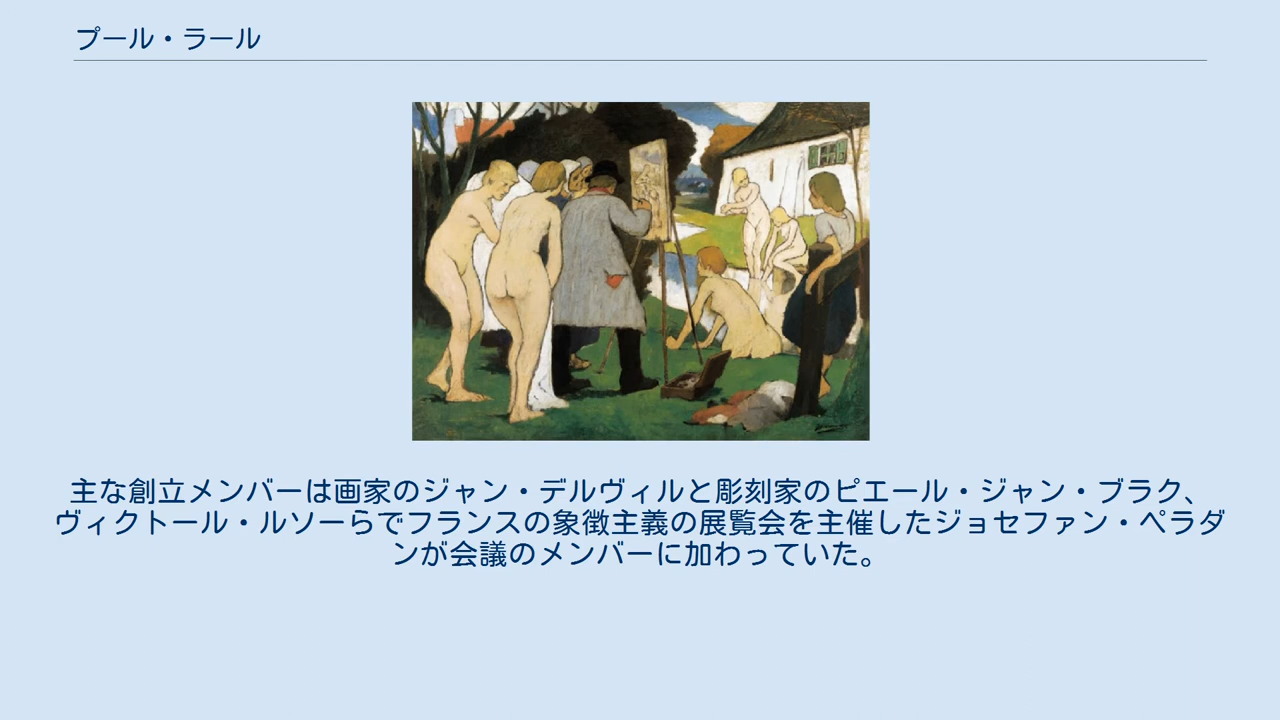 プール・ラール
主な創立メンバーは画家のジャン・デルヴィルと彫刻家のピエール・ジャン・ブラク、
ヴィクトール・ルソーらでフランスの象徴主義の展覧会を主催したジョセファン・ペラダ
ンが会議のメンバーに加わっていた。